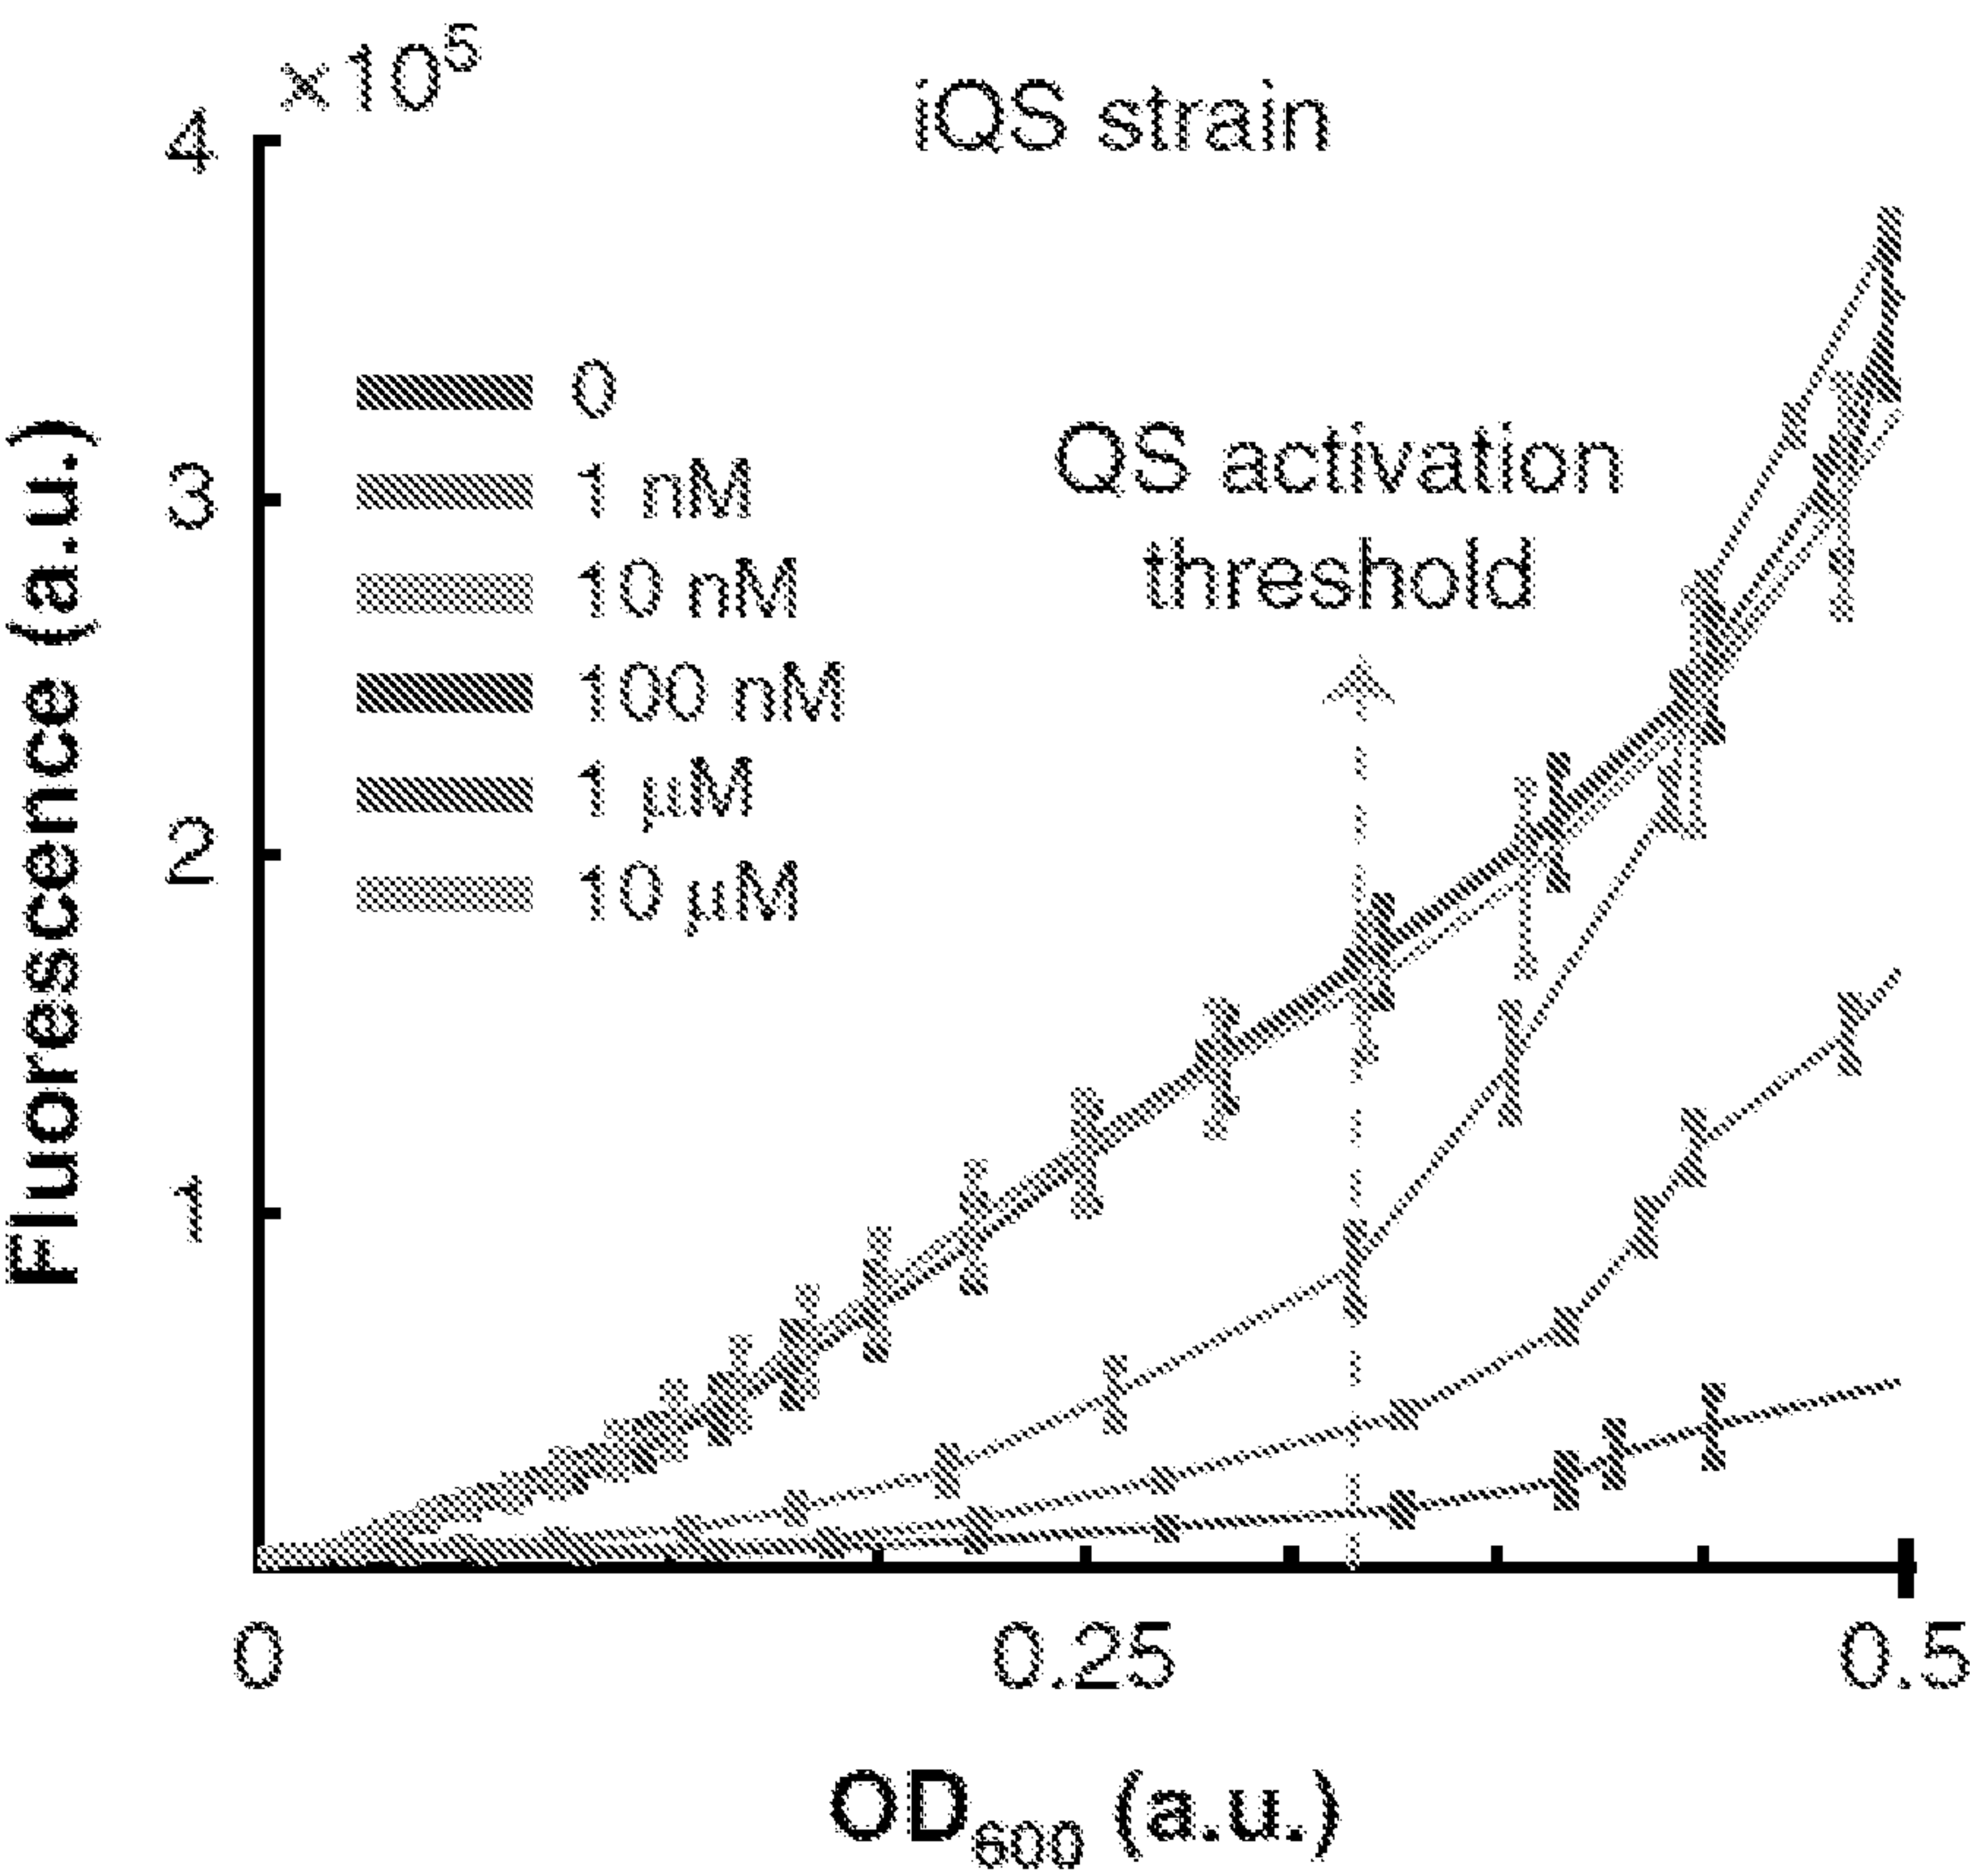 ×10⁵
iQS strain
4
3
2
1
Fluorescence (a.u.)
0
1 nM
10 nM
100 nM
1 µM
10 µM
QS activation
threshold
0
0.25
0.5
OD₆₀₀ (a.u.)